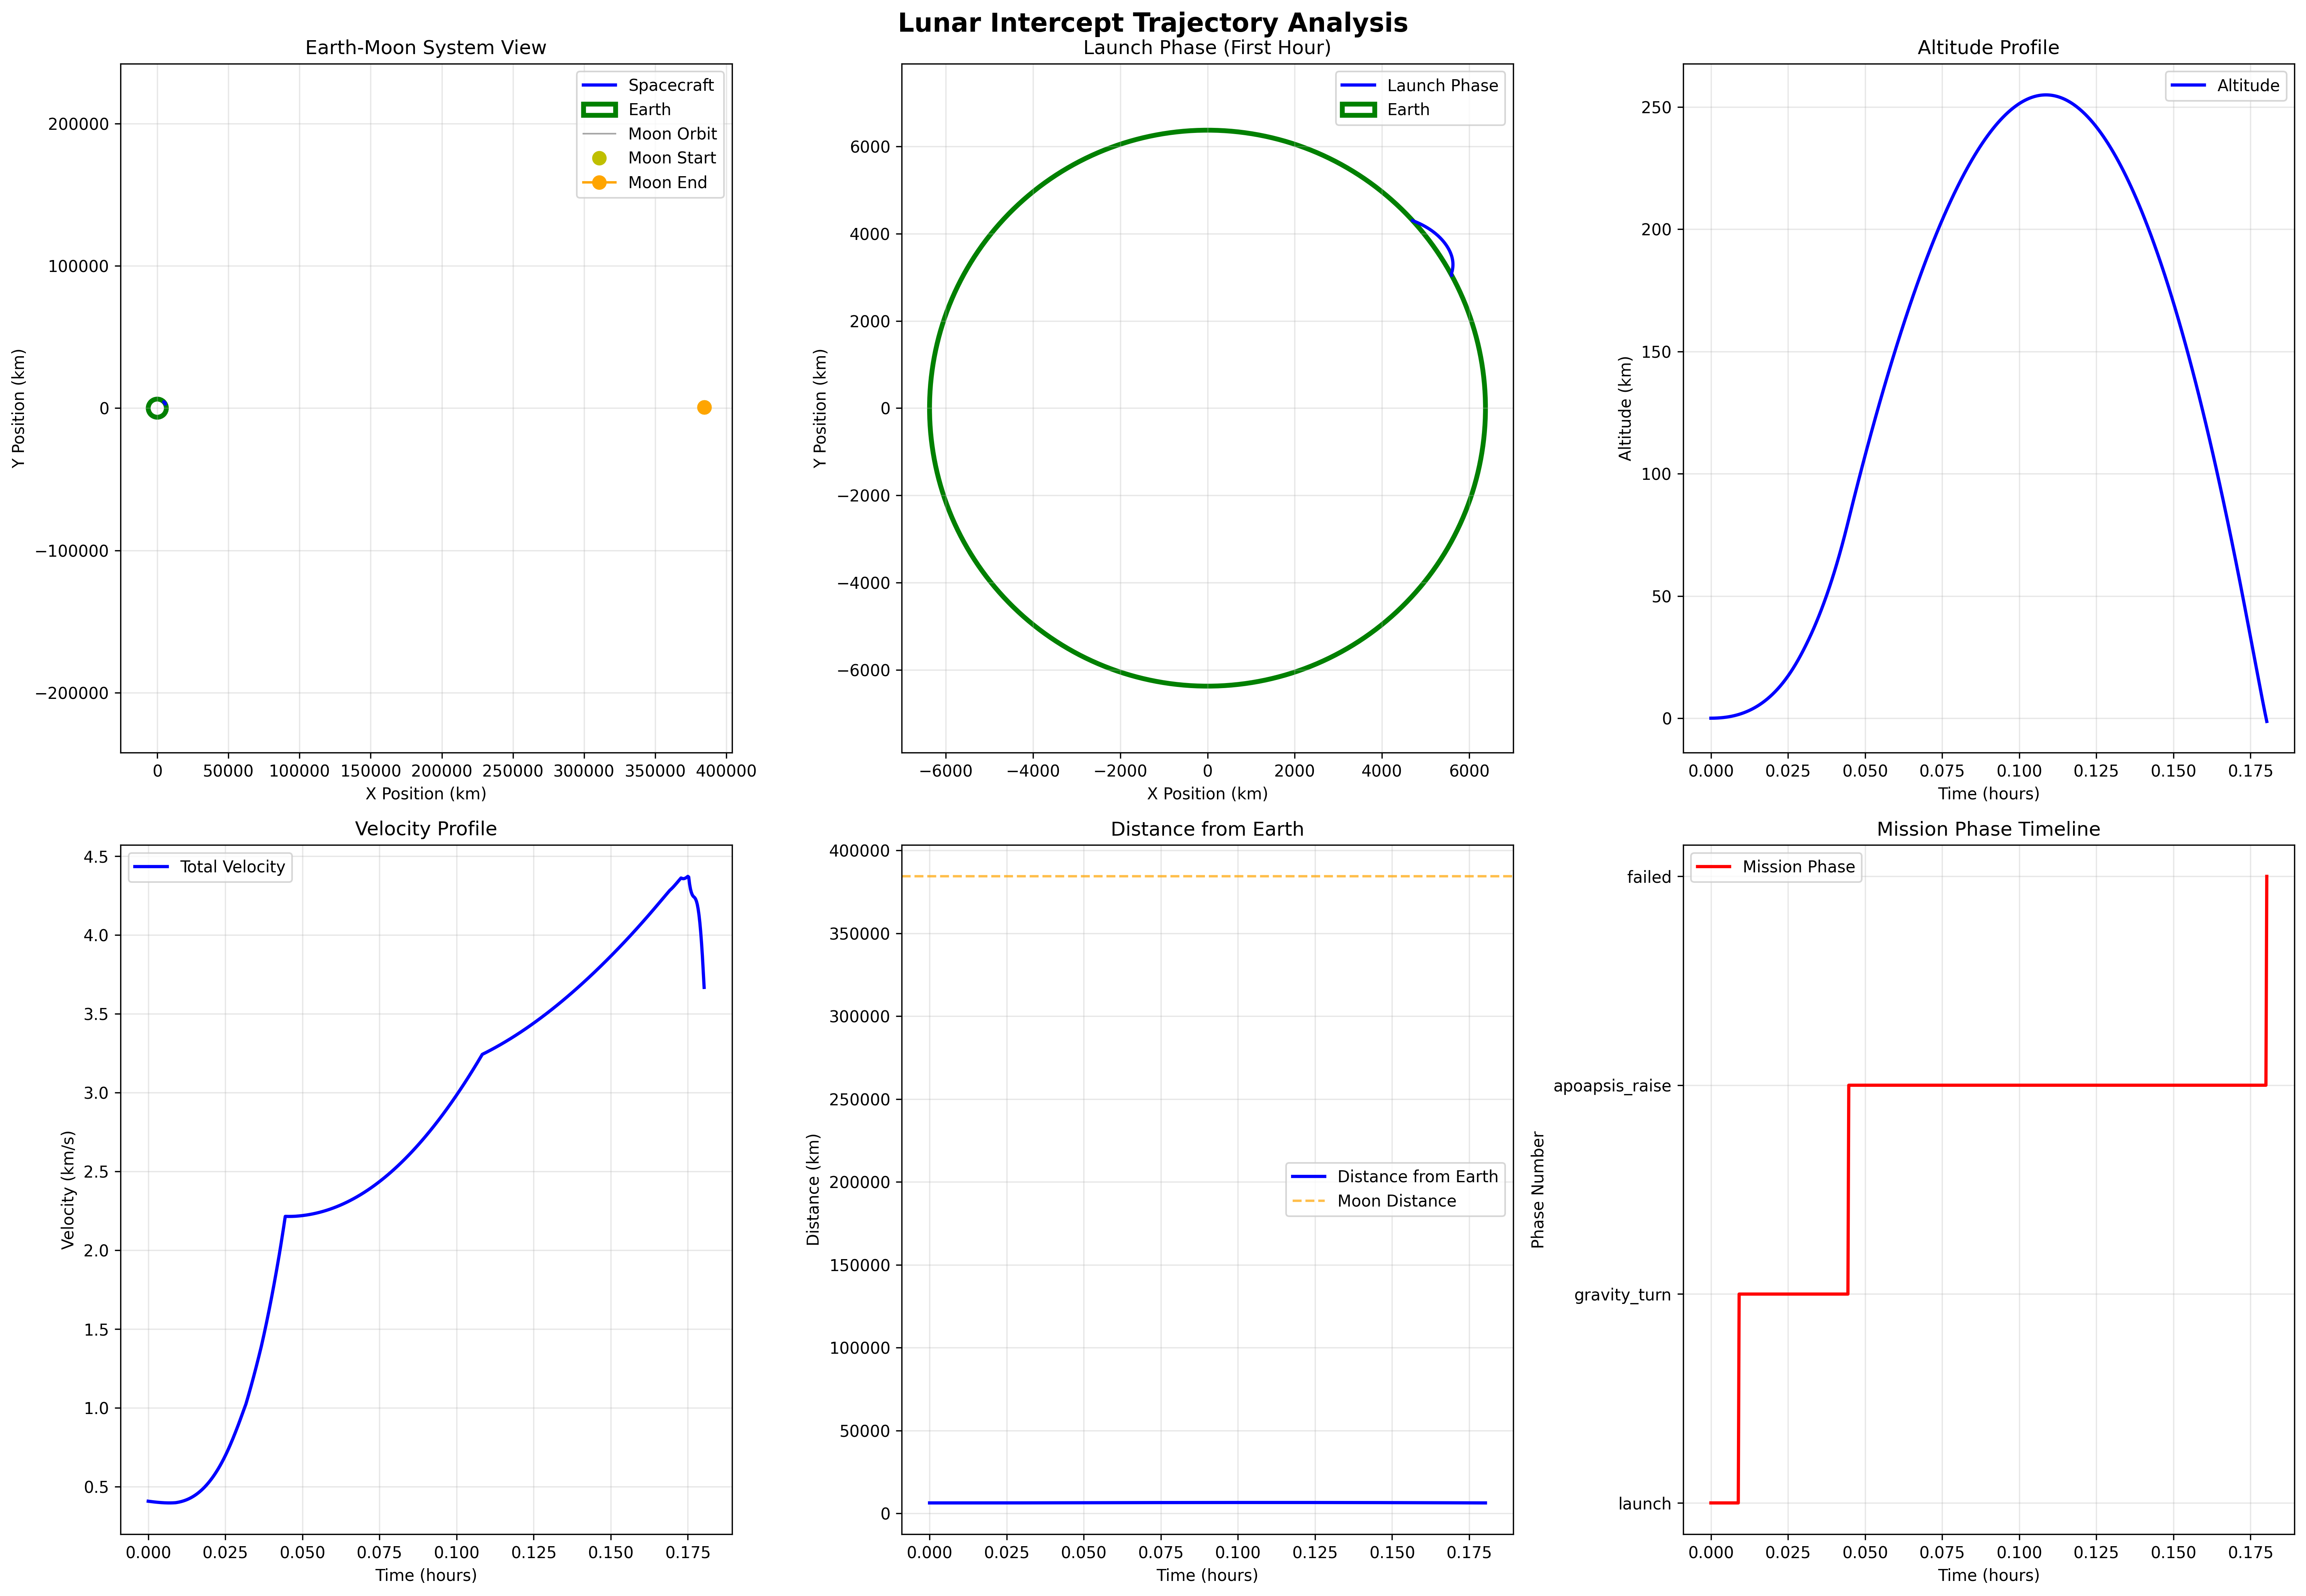 Lunar Intercept Trajectory Analysis
Earth-Moon System View
Spacecraft
Earth
Moon Orbit
Moon Start
Moon End
200000
100000
0
−100000
−200000
Y Position (km)
0 50000 100000 150000 200000 250000 300000 350000 400000
X Position (km)
Launch Phase (First Hour)
Launch Phase
Earth
6000
4000
2000
0
−2000
−4000
−6000
Y Position (km)
−6000 −4000 −2000 0 2000 4000 6000
X Position (km)
Altitude Profile
Altitude
250
200
150
100
50
0
Altitude (km)
0.000 0.025 0.050 0.075 0.100 0.125 0.150 0.175
Time (hours)
Velocity Profile
Total Velocity
4.5
4.0
3.5
3.0
2.5
2.0
1.5
1.0
0.5
Velocity (km/s)
0.000 0.025 0.050 0.075 0.100 0.125 0.150 0.175
Time (hours)
Distance from Earth
400000
350000
300000
250000
200000
150000
100000
50000
0
Distance (km)
Distance from Earth
Moon Distance
0.000 0.025 0.050 0.075 0.100 0.125 0.150 0.175
Time (hours)
Mission Phase Timeline
Mission Phase
failed
apoapsis_raise
gravity_turn
launch
Phase Number
0.000 0.025 0.050 0.075 0.100 0.125 0.150 0.175
Time (hours)